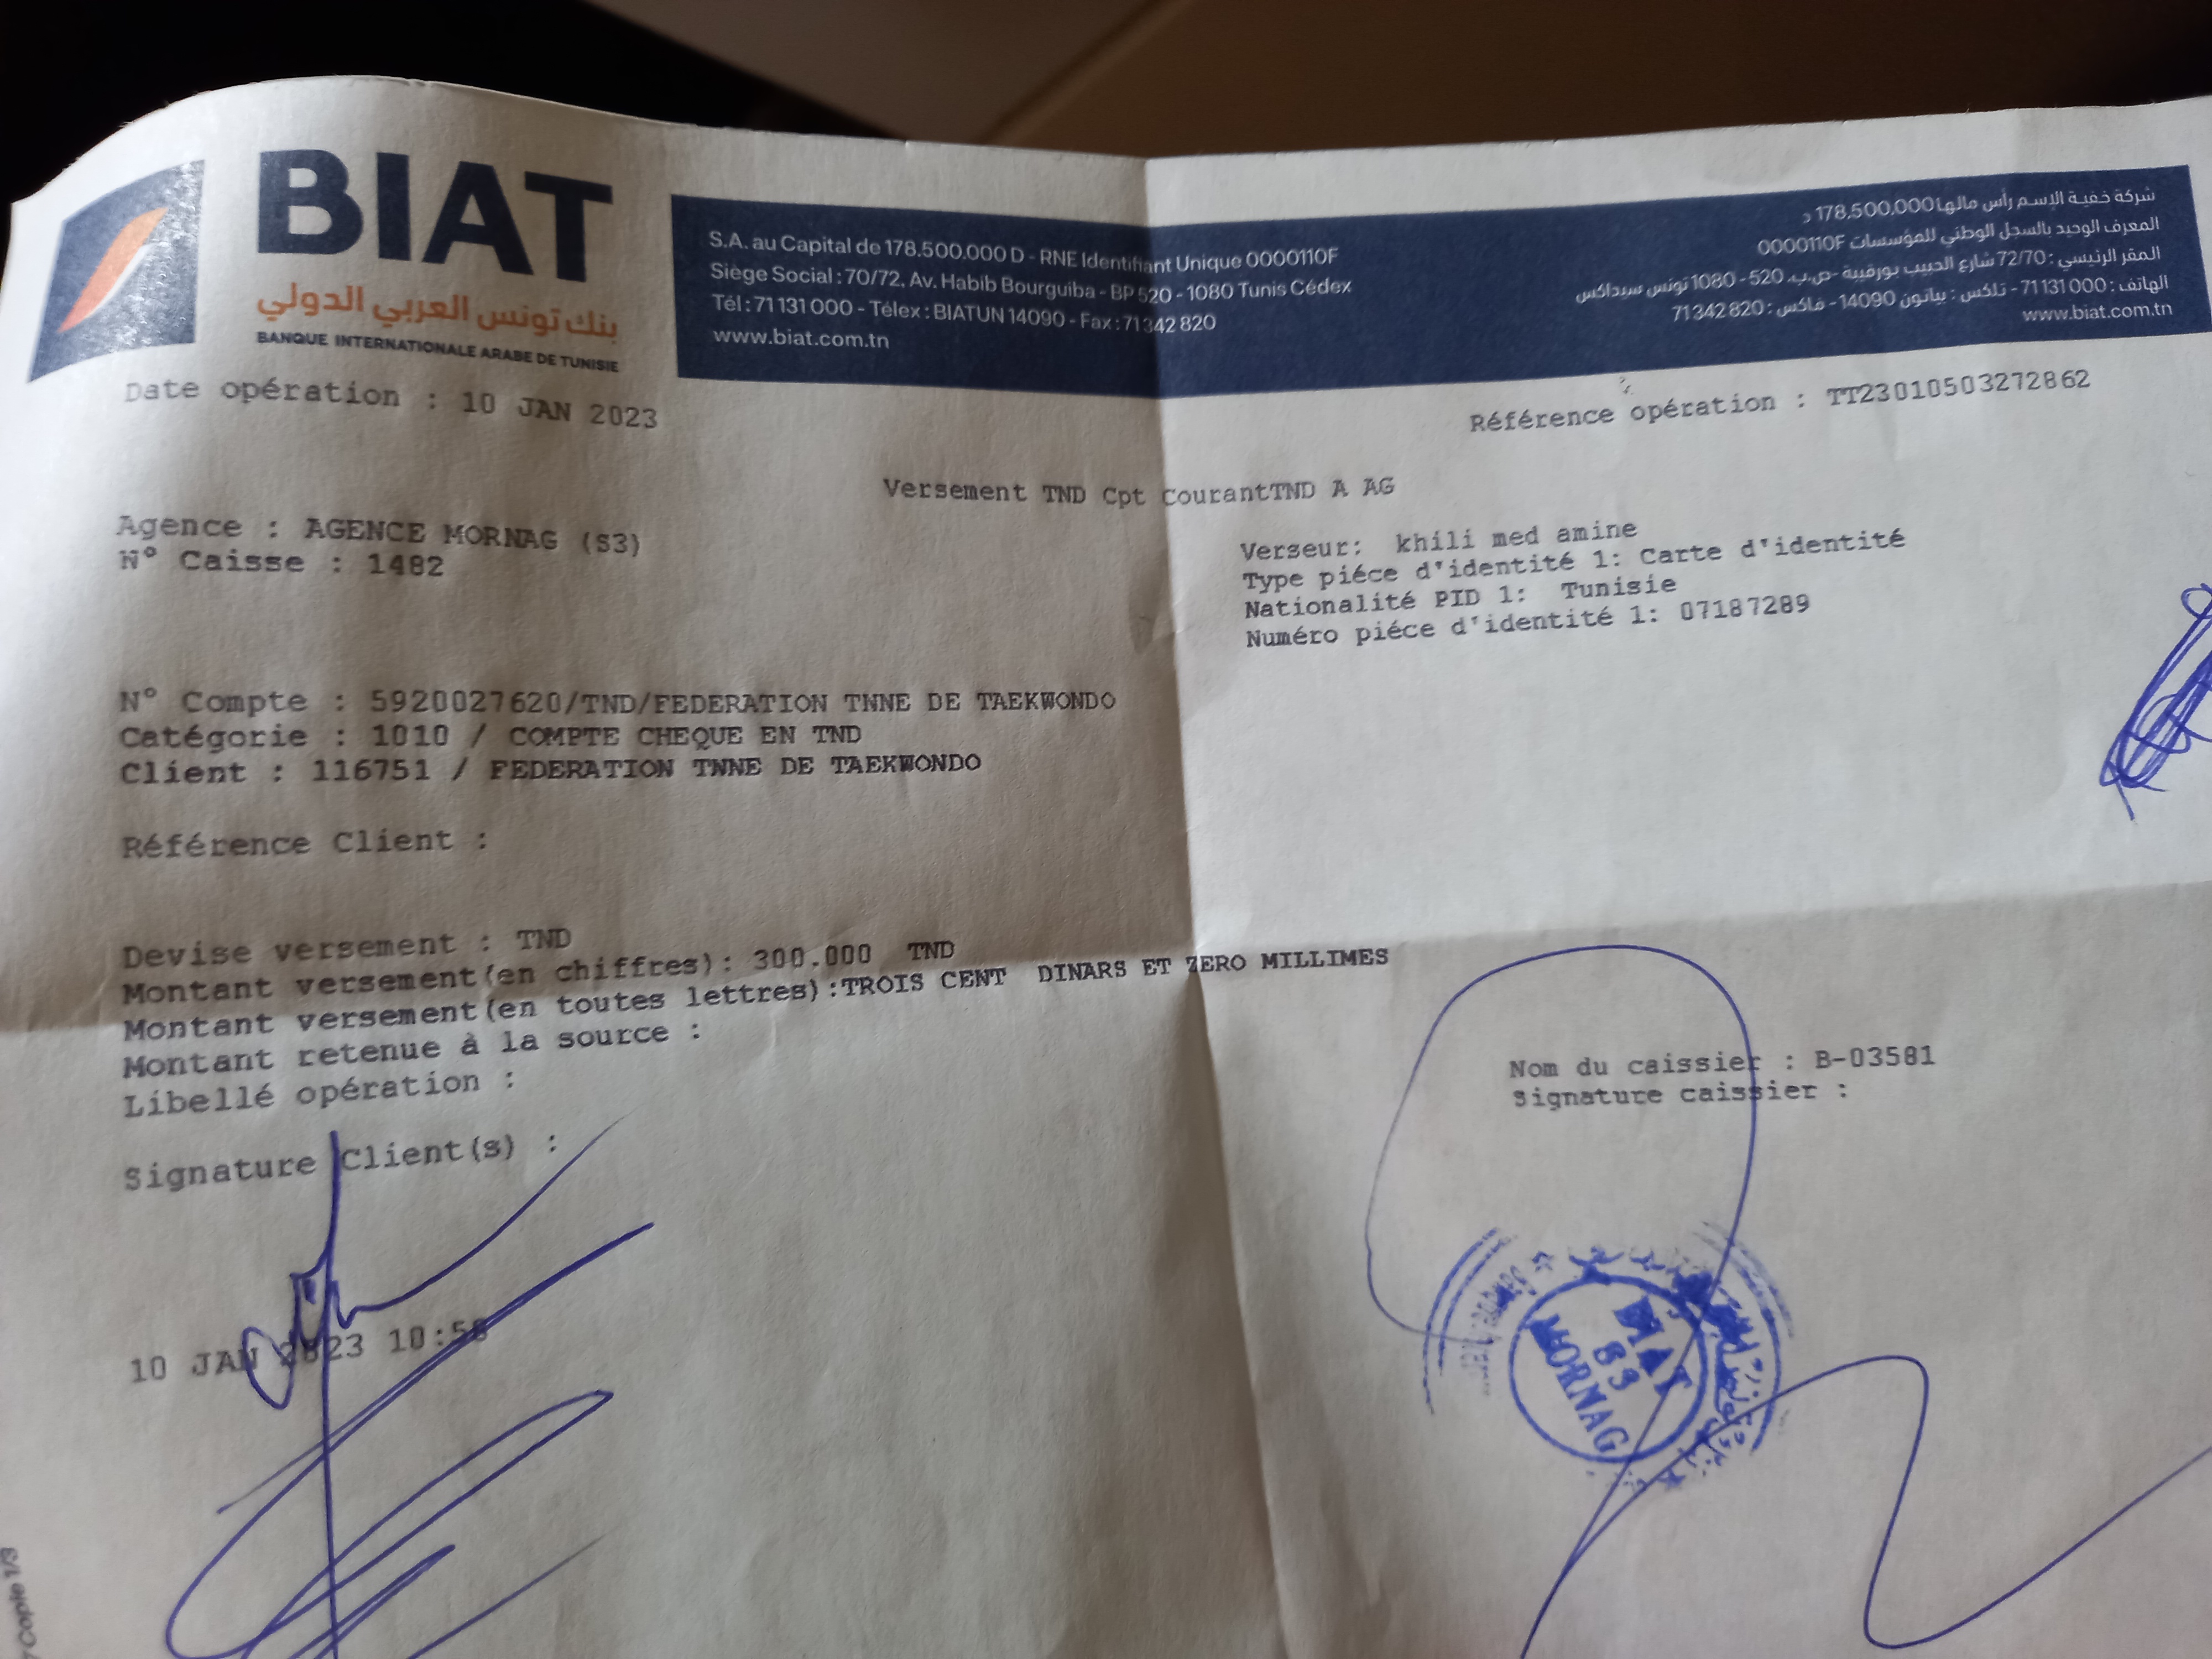 BIAT
بنك تونس العربي الدولي
BANQUE INTERNATIONALE ARABE DE TUNISIE
S.A. au Capital de 178.500.000 D - RNE Identifiant Unique 0000110F
Siège Social : 70/72, Av. Habib Bourguiba - BP 520 - 1080 Tunis Cédex
Tél : 71 131 000 - Télex : BIATUN 14090 - Fax : 71 342 820
www.biat.com.tn
شركة خفية الإسم رأس مالها 178.500.000 د
المعرف الوحيد بالسجل الوطني للمؤسسات 0000110F
المقر الرئيسي : 72/70 شارع الحبيب بورقيبة -ص.ب. 520 - 1080 تونس سيداكس
الهاتف : 71 131 000 - تلكس : بياتون 14090 - فاكس : 71 342 820
www.biat.com.tn
Date opération : 10 JAN 2023
Référence opération : TT23010503272862
Versement TND Cpt CourantTND A AG
Agence : AGENCE MORNAG (S3)
N° Caisse : 1482
Verseur: khili med amine
Type piéce d'identité 1: Carte d'identité
Nationalité PID 1: Tunisie
Numéro piéce d'identité 1: 07187289
N° Compte : 5920027620/TND/FEDERATION TNNE DE TAEKWONDO
Catégorie : 1010 / COMPTE CHEQUE EN TND
Client : 116751 / FEDERATION TNNE DE TAEKWONDO
Référence Client :
Devise versement : TND
Montant versement(en chiffres): 300.000 TND
Montant versement(en toutes lettres):TROIS CENT DINARS ET ZERO MILLIMES
Montant retenue à la source :
Libellé opération :
Nom du caissier : B-03581
Signature caissier :
Signature Client(s) :
10 JAN 2023 10:58
BIAT
MORNAG
Copie 1/3